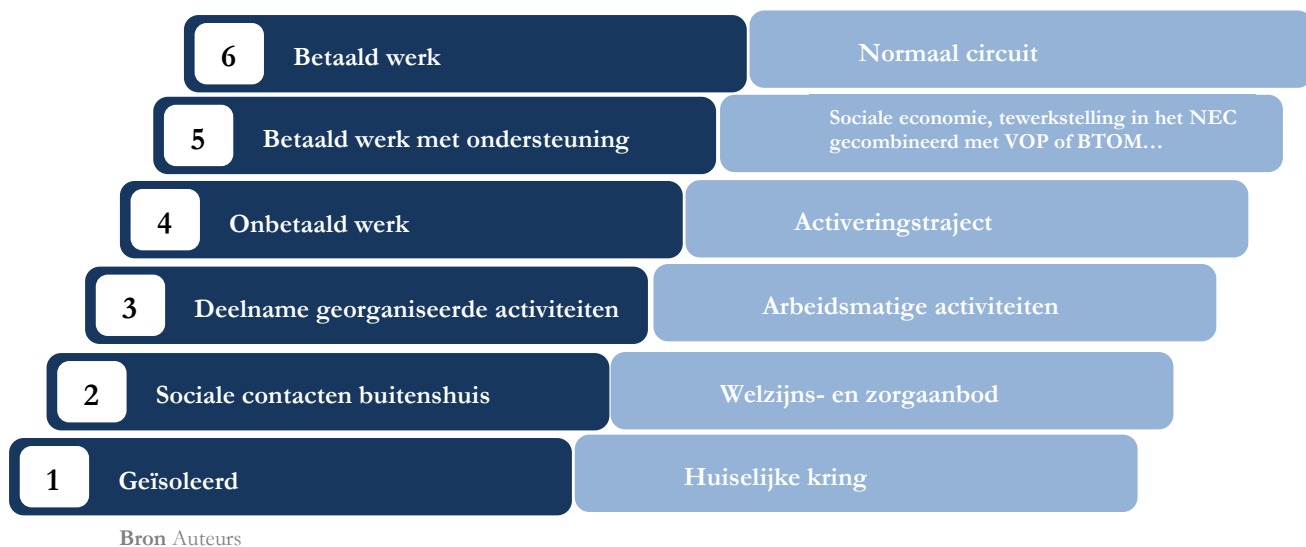 6 Betaald werk Normaal circuit
5 Betaald werk met ondersteuning Sociale economie, tewerkstelling in het NEC
gecombineerd met VOP of BTOM…
4 Onbetaald werk Activeringstraject
3 Deelname georganiseerde activiteiten Arbeidsmatige activiteiten
2 Sociale contacten buitenshuis Welzijns- en zorgaanbod
1 Geïsoleerd Huiselijke kring
Bron Auteurs